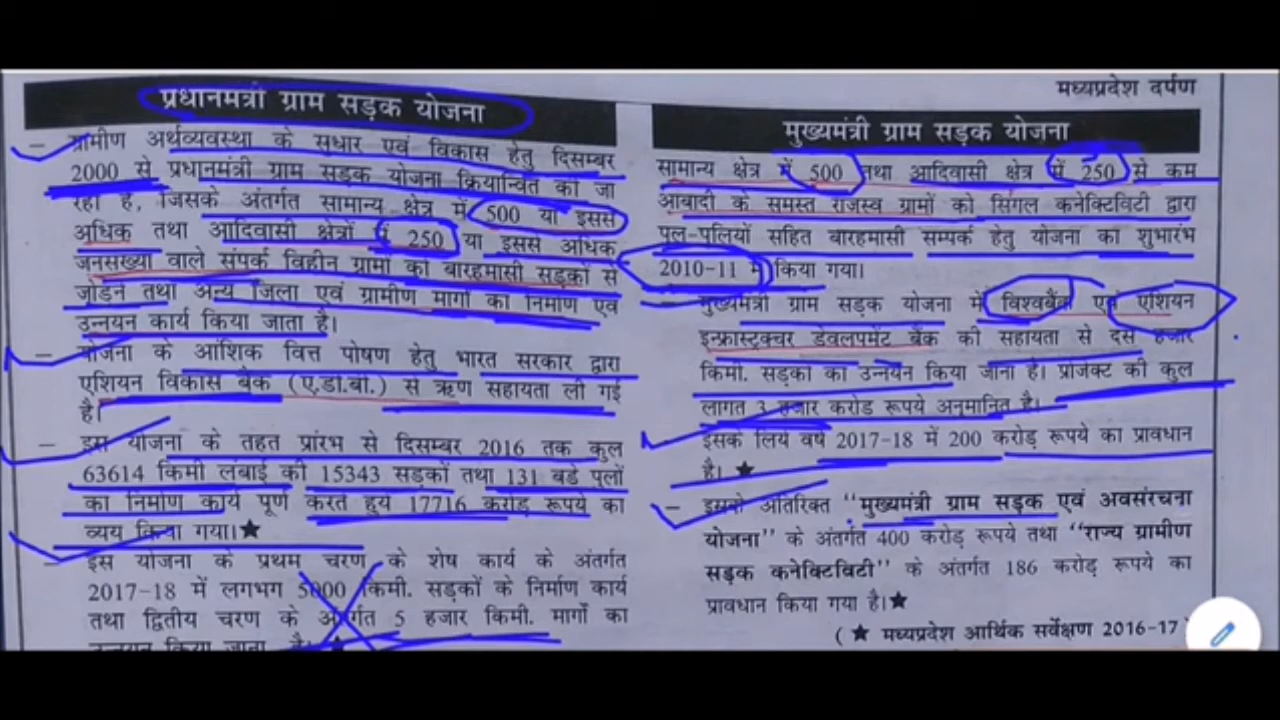 मध्यप्रदेश दर्पण
प्रधानमंत्री ग्राम सड़क योजना
ग्रामीण अर्थव्यवस्था के सुधार एवं विकास हेतु दिसम्बर
2000 से प्रधानमंत्री ग्राम सड़क योजना क्रियान्वित की जा
रही है, जिसके अंतर्गत सामान्य क्षेत्र में 500 या इससे
अधिक तथा आदिवासी क्षेत्रों में 250 या इससे अधिक
जनसंख्या वाले संपर्क विहीन ग्रामों को बारहमासी सड़कों से
जोडने तथा अन्य जिला एवं ग्रामीण मार्गो का निर्माण एवं
उन्नयन कार्य किया जाता है।
योजना के आंशिक वित्त पोषण हेतु भारत सरकार द्वारा
एशियन विकास बैंक (ए.डी.बी.) से ऋण सहायता ली गई
है।
इस योजना के तहत प्रांरभ से दिसम्बर 2016 तक कुल
63614 किमी लंबाई की 15343 सड़कों तथा 131 बडे पुलों
का निर्माण कार्य पूर्ण करते हुये 17716 करोड़ रूपये का
व्यय किया गया।★
इस योजना के प्रथम चरण के शेष कार्य के अंतर्गत
2017-18 में लगभग 5000 किमी. सड़कों के निर्माण कार्य
तथा द्वितीय चरण के अंतर्गत 5 हजार किमी. मार्गों का
उन्नयन किया जाना है। ★
मुख्यमंत्री ग्राम सड़क योजना
सामान्य क्षेत्र में 500 तथा आदिवासी क्षेत्र में 250 से कम
आबादी के समस्त राजस्व ग्रामों को सिंगल कनेक्टिविटी द्वारा
पुल-पुलियों सहित बारहमासी सम्पर्क हेतु योजना का शुभारंभ
2010-11 में किया गया।
मुख्यमंत्री ग्राम सड़क योजना में विश्वबैंक एवं एशियन
इन्फ्रास्ट्रक्चर डेवलपमेंट बैंक की सहायता से दस हजार
किमी. सड़कों का उन्नयन किया जाना है। प्रोजेक्ट की कुल
लागत 3 हजार करोड़ रूपये अनुमानित है।
इसके लिये वर्ष 2017-18 में 200 करोड़ रूपये का प्रावधान
है। ★
इसके अतिरिक्त “मुख्यमंत्री ग्राम सड़क एवं अवसंरचना
योजना” के अंतर्गत 400 करोड़ रूपये तथा “राज्य ग्रामीण
सड़क कनेक्टिविटी” के अंतर्गत 186 करोड़ रूपये का
प्रावधान किया गया है।★
( ★ मध्यप्रदेश आर्थिक सर्वेक्षण 2016-17 )